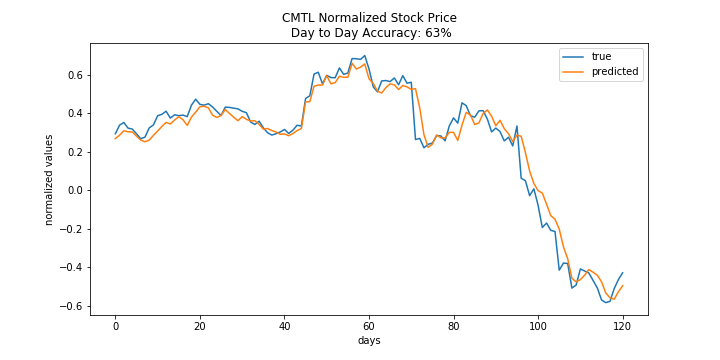 CMTL Normalized Stock Price
Day to Day Accuracy: 63%
true
predicted
normalized values
0.6
0.4
0.2
0.0
−0.2
−0.4
−0.6
0 20 40 60 80 100 120
days